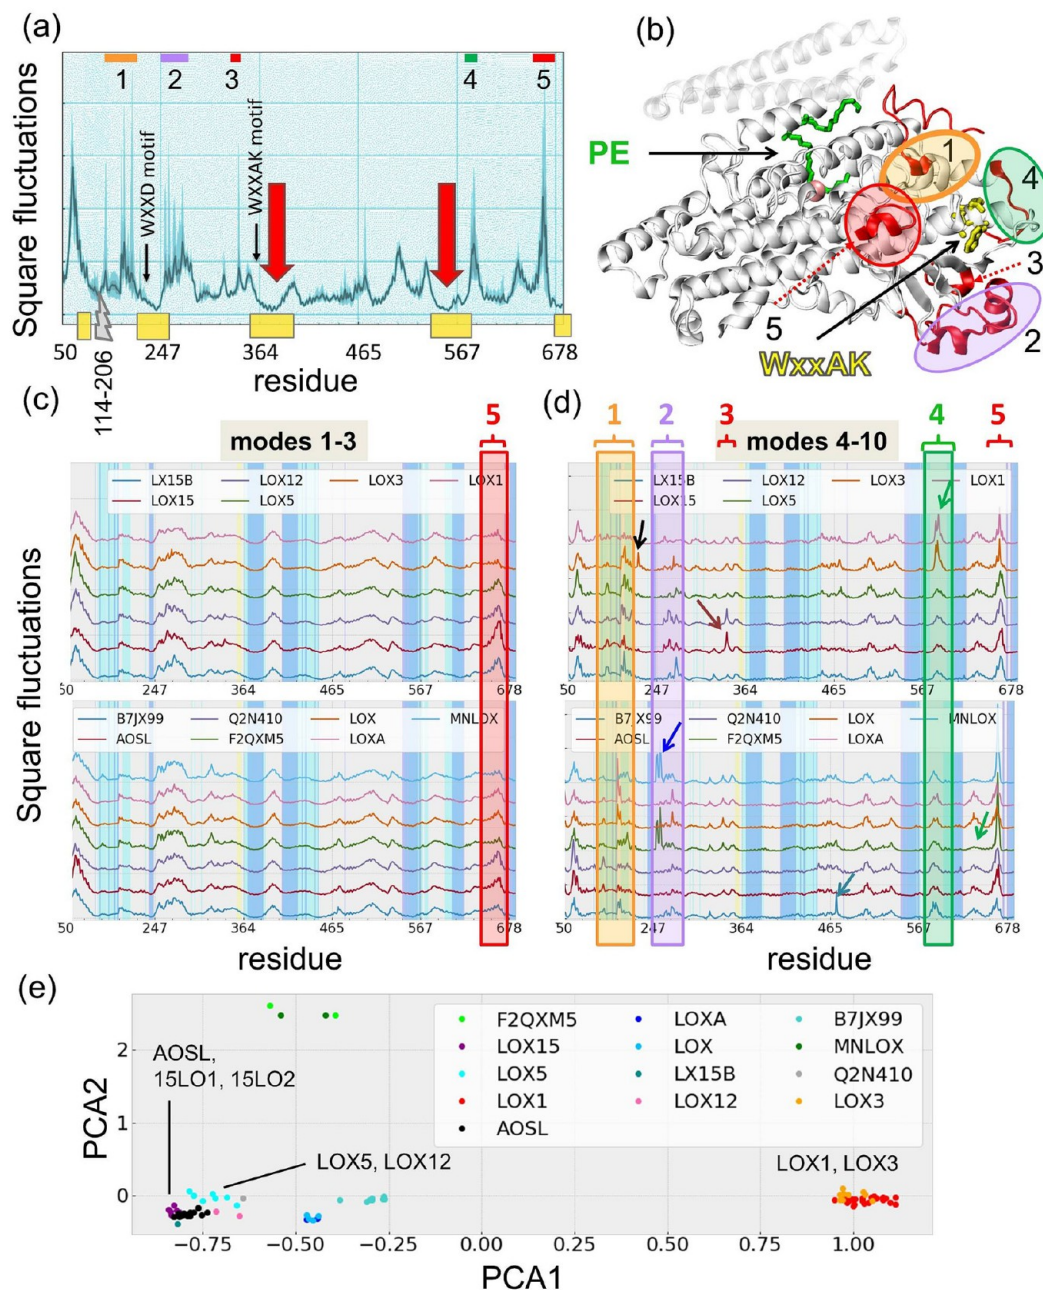 (a)
Square fluctuations
1
2
3
4
5
WXXD motif
WXXAK motif
50
247
364
465
567
678
114-206
residue
(b)
PE
1
4
3
5
2
WxxAK
(c)
5
modes 1-3
LX15B
LOX12
LOX3
LOX1
LOX15
LOX5
50
247
364
465
567
678
B7JX99
Q2N410
LOX
MNLOX
AOSL
F2QXM5
LOXA
50
247
364
465
567
678
residue
Square fluctuations
(d)
1
2
3
4
5
modes 4-10
LX15B
LOX12
LOX3
LOX1
LOX15
LOX5
50
247
364
465
567
678
B7JX99
Q2N410
LOX
MNLOX
AOSL
F2QXM5
LOXA
50
247
364
465
567
678
residue
(e)
PCA2
2
1
0
AOSL,
15LO1, 15LO2
LOX5, LOX12
LOX1, LOX3
F2QXM5
LOXA
B7JX99
LOX15
LOX
MNLOX
LOX5
LX15B
Q2N410
LOX1
LOX12
LOX3
AOSL
−0.75
−0.50
−0.25
0.00
0.25
0.50
0.75
1.00
PCA1